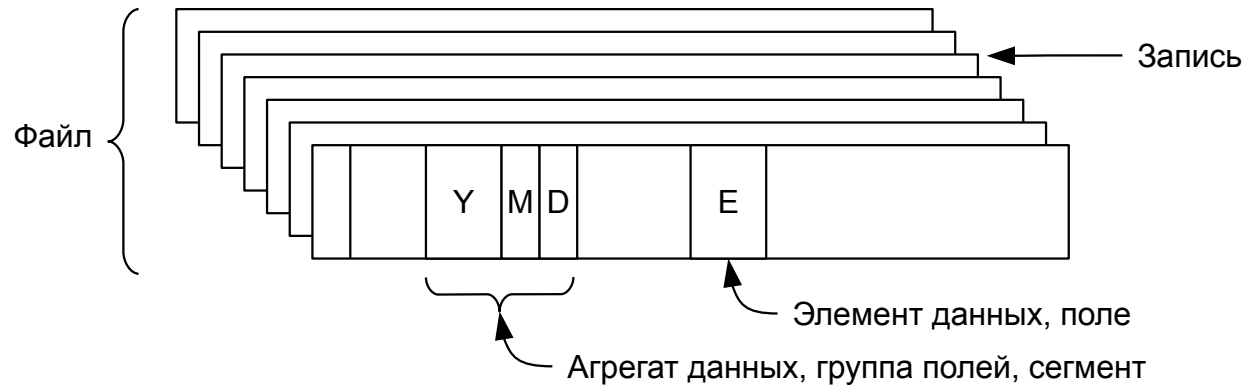 Запись
Файл
Y M D E
Элемент данных, поле
Агрегат данных, группа полей, сегмент